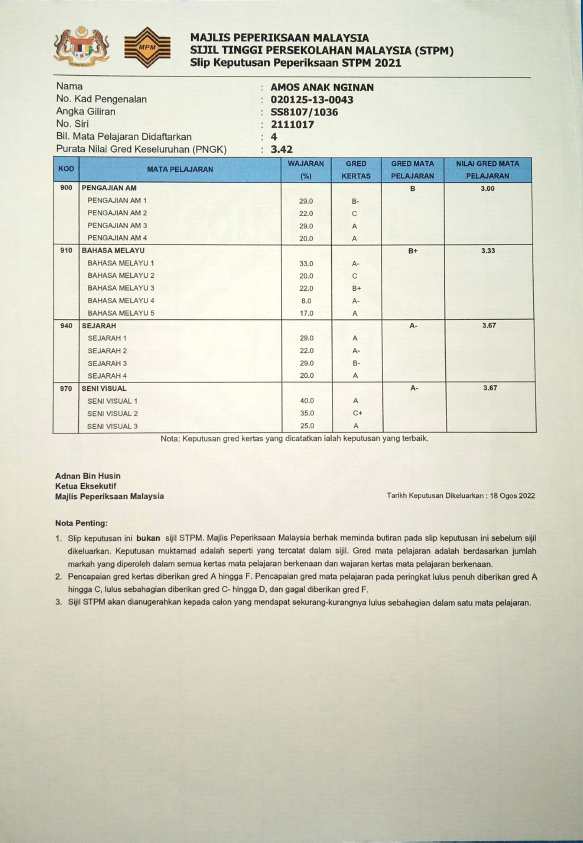 MPM
MAJLIS PEPERIKSAAN MALAYSIA
SIJIL TINGGI PERSEKOLAHAN MALAYSIA (STPM)
Slip Keputusan Peperiksaan STPM 2021
Nama : AMOS ANAK NGINAN
No. Kad Pengenalan : 020125-13-0043
Angka Giliran : SS8107/1036
No. Siri : 2111017
Bil. Mata Pelajaran Didaftarkan : 4
Purata Nilai Gred Keseluruhan (PNGK) : 3.42
KOD MATA PELAJARAN WAJARAN (%) GRED KERTAS GRED MATA PELAJARAN NILAI GRED MATA PELAJARAN
900 PENGAJIAN AM B 3.00
PENGAJIAN AM 1 29.0 B-
PENGAJIAN AM 2 22.0 C
PENGAJIAN AM 3 29.0 A
PENGAJIAN AM 4 20.0 A
910 BAHASA MELAYU B+ 3.33
BAHASA MELAYU 1 33.0 A-
BAHASA MELAYU 2 20.0 C
BAHASA MELAYU 3 22.0 B+
BAHASA MELAYU 4 8.0 A-
BAHASA MELAYU 5 17.0 A
940 SEJARAH A- 3.67
SEJARAH 1 29.0 A
SEJARAH 2 22.0 A-
SEJARAH 3 29.0 B-
SEJARAH 4 20.0 A
970 SENI VISUAL A- 3.67
SENI VISUAL 1 40.0 A
SENI VISUAL 2 35.0 C+
SENI VISUAL 3 25.0 A
Nota: Keputusan gred kertas yang dicatatkan ialah keputusan yang terbaik.
Adnan Bin Husin
Ketua Eksekutif
Majlis Peperiksaan Malaysia
Tarikh Keputusan Dikeluarkan : 18 Ogos 2022
Nota Penting:
1. Slip keputusan ini bukan sijil STPM. Majlis Peperiksaan Malaysia berhak meminda butiran pada slip keputusan ini sebelum sijil
dikeluarkan. Keputusan muktamad adalah seperti yang tercatat dalam sijil. Gred mata pelajaran adalah berdasarkan jumlah
markah yang diperoleh dalam semua kertas mata pelajaran berkenaan dan wajaran kertas mata pelajaran berkenaan.
2. Pencapaian gred kertas diberikan gred A hingga F. Pencapaian gred mata pelajaran pada peringkat lulus penuh diberikan gred A
hingga C, lulus sebahagian diberikan gred C- hingga D, dan gagal diberikan gred F.
3. Sijil STPM akan dianugerahkan kepada calon yang mendapat sekurang-kurangnya lulus sebahagian dalam satu mata pelajaran.